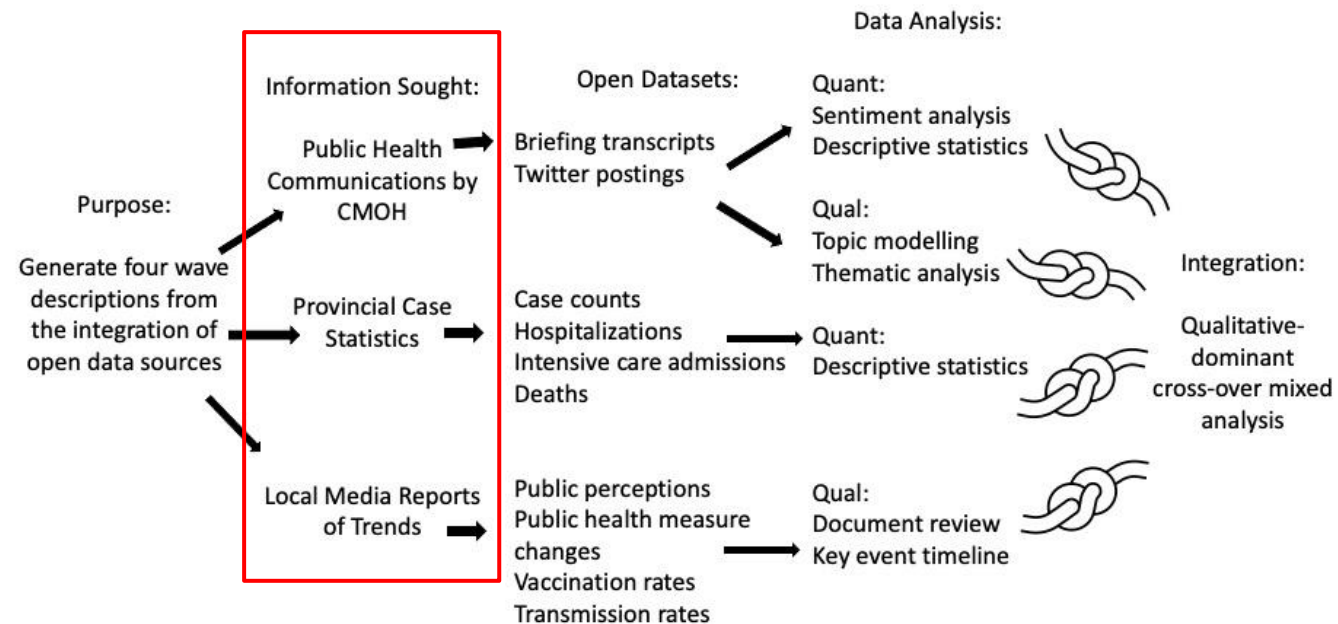 Purpose:
Generate four wave
descriptions from
the integration of
open data sources
Information Sought:
Public Health
Communications by
CMOH
Provincial Case
Statistics
Local Media Reports
of Trends
Open Datasets:
Briefing transcripts
Twitter postings
Case counts
Hospitalizations
Intensive care admissions
Deaths
Public perceptions
Public health measure
changes
Vaccination rates
Transmission rates
Data Analysis:
Quant:
Sentiment analysis
Descriptive statistics
Qual:
Topic modelling
Thematic analysis
Quant:
Descriptive statistics
Qual:
Document review
Key event timeline
Integration:
Qualitative-
dominant
cross-over mixed
analysis